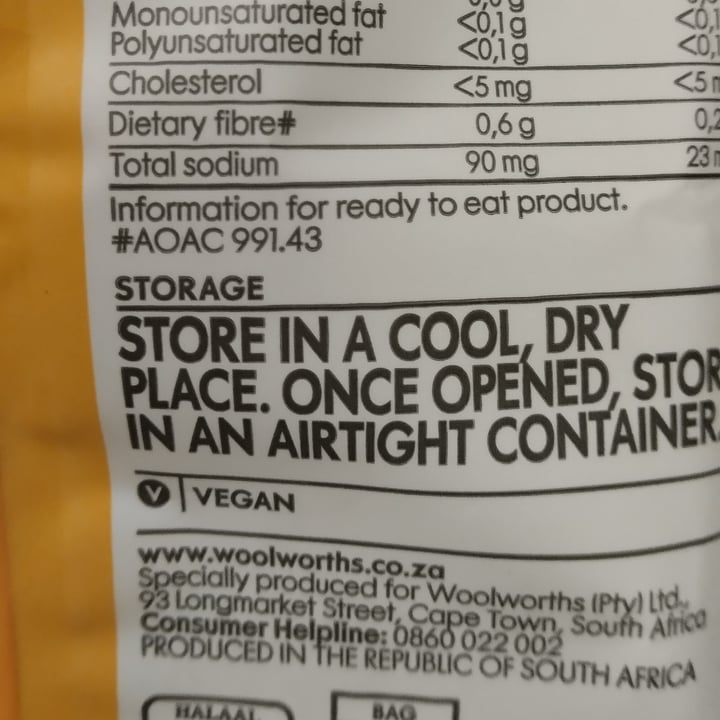 Monounsaturated fat <0,1g
Polyunsaturated fat <0,1g
Cholesterol <5 mg
Dietary fibre# 0,6 g
Total sodium 90 mg
Information for ready to eat product.
#AOAC 991.43
STORAGE
STORE IN A COOL, DRY
PLACE. ONCE OPENED, STOR
IN AN AIRTIGHT CONTAINER.
V VEGAN
www.woolworths.co.za
Specially produced for Woolworths (Pty) Ltd.,
93 Longmarket Street, Cape Town, South Africa
Consumer Helpline: 0860 022 002
PRODUCED IN THE REPUBLIC OF SOUTH AFRICA
HALAAL BAG